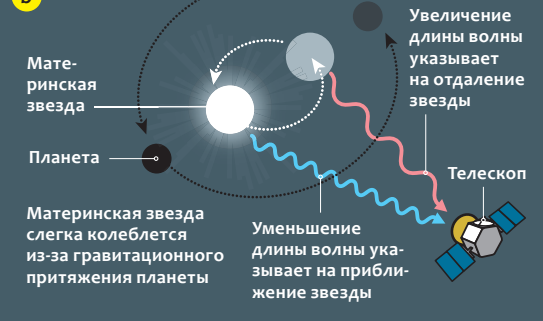 b
Увеличение
длины волны
указывает
на отдаление
звезды
Мате-
ринская
звезда
Планета
Телескоп
Материнская звезда
слегка колеблется
из-за гравитационного
притяжения планеты
Уменьшение
длины волны ука-
зывает на прибли-
жение звезды